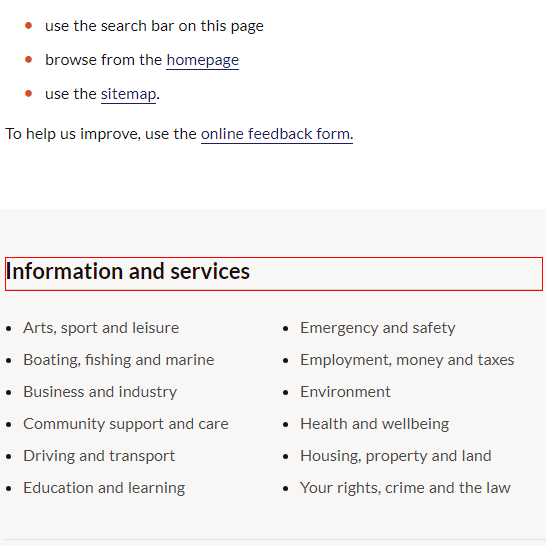 use the search bar on this page
browse from the homepage
use the sitemap.
To help us improve, use the online feedback form.
Information and services
Arts, sport and leisure
Boating, fishing and marine
Business and industry
Community support and care
Driving and transport
Education and learning
Emergency and safety
Employment, money and taxes
Environment
Health and wellbeing
Housing, property and land
Your rights, crime and the law